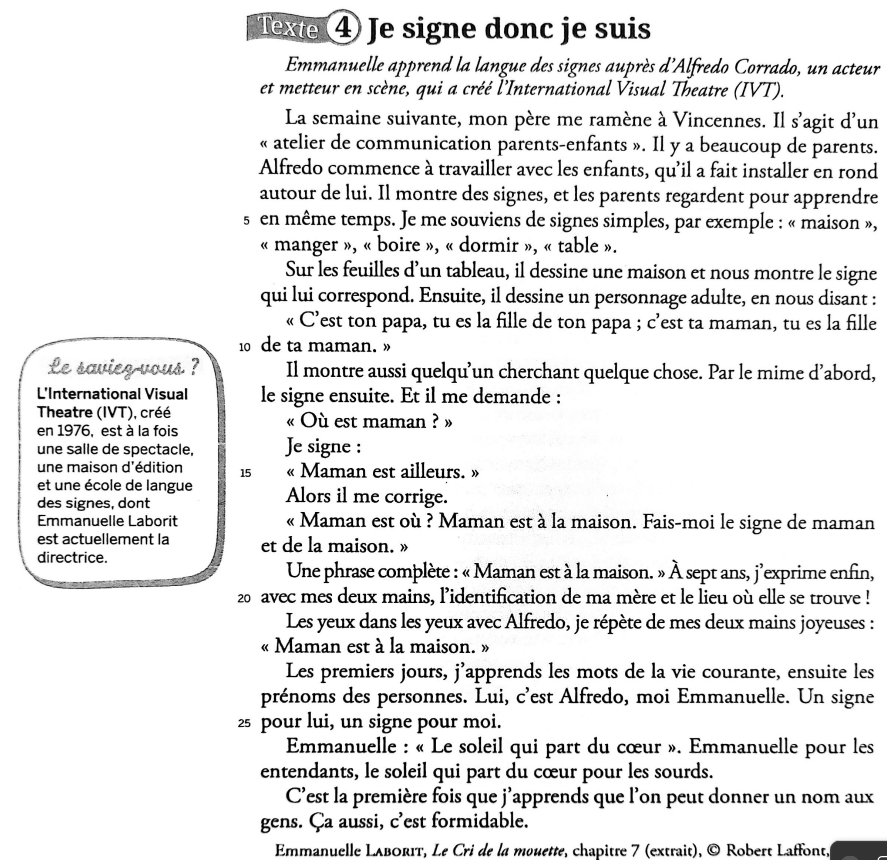 Texte 4 Je signe donc je suis
Emmanuelle apprend la langue des signes auprès d'Alfredo Corrado, un acteur
et metteur en scène, qui a créé l'International Visual Theatre (IVT).
La semaine suivante, mon père me ramène à Vincennes. Il s'agit d'un
« atelier de communication parents-enfants ». Il y a beaucoup de parents.
Alfredo commence à travailler avec les enfants, qu'il a fait installer en rond
autour de lui. Il montre des signes, et les parents regardent pour apprendre
5 en même temps. Je me souviens de signes simples, par exemple : « maison »,
« manger », « boire », « dormir », « table ».
Sur les feuilles d'un tableau, il dessine une maison et nous montre le signe
qui lui correspond. Ensuite, il dessine un personnage adulte, en nous disant :
« C'est ton papa, tu es la fille de ton papa ; c'est ta maman, tu es la fille
10 de ta maman. »
Il montre aussi quelqu'un cherchant quelque chose. Par le mime d'abord,
le signe ensuite. Et il me demande :
« Où est maman ? »
Je signe :
15 « Maman est ailleurs. »
Alors il me corrige.
« Maman est où ? Maman est à la maison. Fais-moi le signe de maman
et de la maison. »
Une phrase complète : « Maman est à la maison. » À sept ans, j'exprime enfin,
20 avec mes deux mains, l'identification de ma mère et le lieu où elle se trouve !
Les yeux dans les yeux avec Alfredo, je répète de mes deux mains joyeuses :
« Maman est à la maison. »
Les premiers jours, j'apprends les mots de la vie courante, ensuite les
prénoms des personnes. Lui, c'est Alfredo, moi Emmanuelle. Un signe
25 pour lui, un signe pour moi.
Emmanuelle : « Le soleil qui part du cœur ». Emmanuelle pour les
entendants, le soleil qui part du cœur pour les sourds.
C'est la première fois que j'apprends que l'on peut donner un nom aux
gens. Ça aussi, c'est formidable.
Emmanuelle LABORIT, Le Cri de la mouette, chapitre 7 (extrait), © Robert Laffont,
Le saviez-vous ?
L'International Visual
Theatre (IVT), créé
en 1976, est à la fois
une salle de spectacle,
une maison d'édition
et une école de langue
des signes, dont
Emmanuelle Laborit
est actuellement la
directrice.